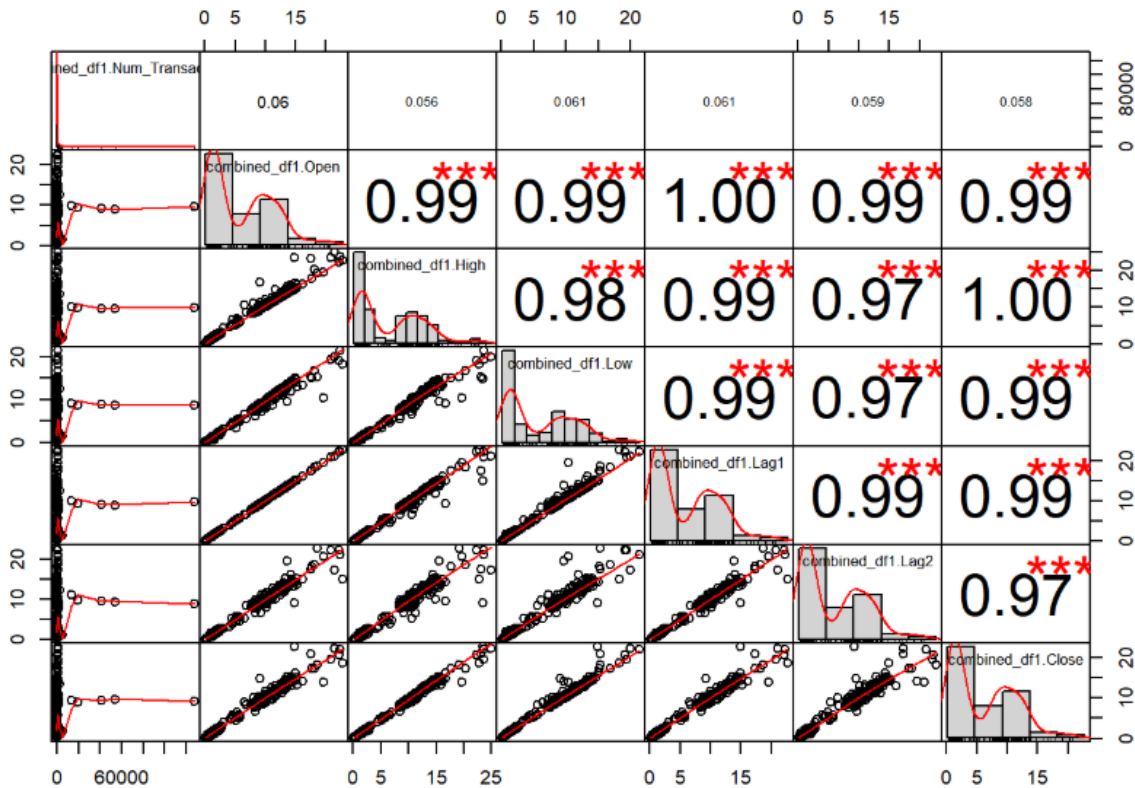 0 5 15 0 5 10 20 0 5 15
ned_df1.Num_Transa
0.06 0.056 0.061 0.061 0.059 0.058
0 80000
combined_df1.Open
*** *** *** *** ***
0.99 0.99 1.00 0.99 0.99
0 10 20
combined_df1.High
*** *** *** ***
0.98 0.99 0.97 1.00
0 10 20
combined_df1.Low
*** *** ***
0.99 0.97 0.99
0 10 20
combined_df1.Lag1
*** ***
0.99 0.99
0 10 20
combined_df1.Lag2
***
0.97
0 10 20
combined_df1.Close
0 10 20
0 60000 0 5 10 15 25 0 5 15 0 5 15